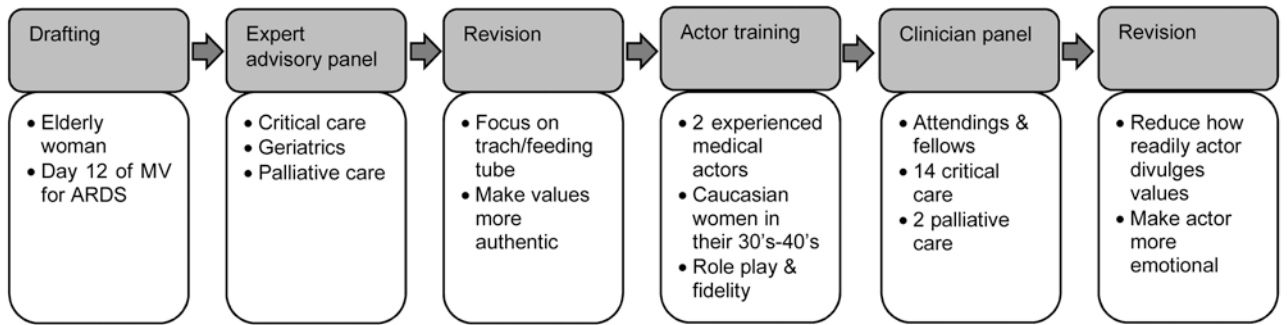 Drafting
• Elderly
woman
• Day 12 of MV
for ARDS
Expert
advisory panel
• Critical care
• Geriatrics
• Palliative care
Revision
• Focus on
trach/feeding
tube
• Make values
more
authentic
Actor training
• 2 experienced
medical
actors
• Caucasian
women in
their 30's-40's
• Role play &
fidelity
Clinician panel
• Attendings &
fellows
• 14 critical
care
• 2 palliative
care
Revision
• Reduce how
readily actor
divulges
values
• Make actor
more
emotional